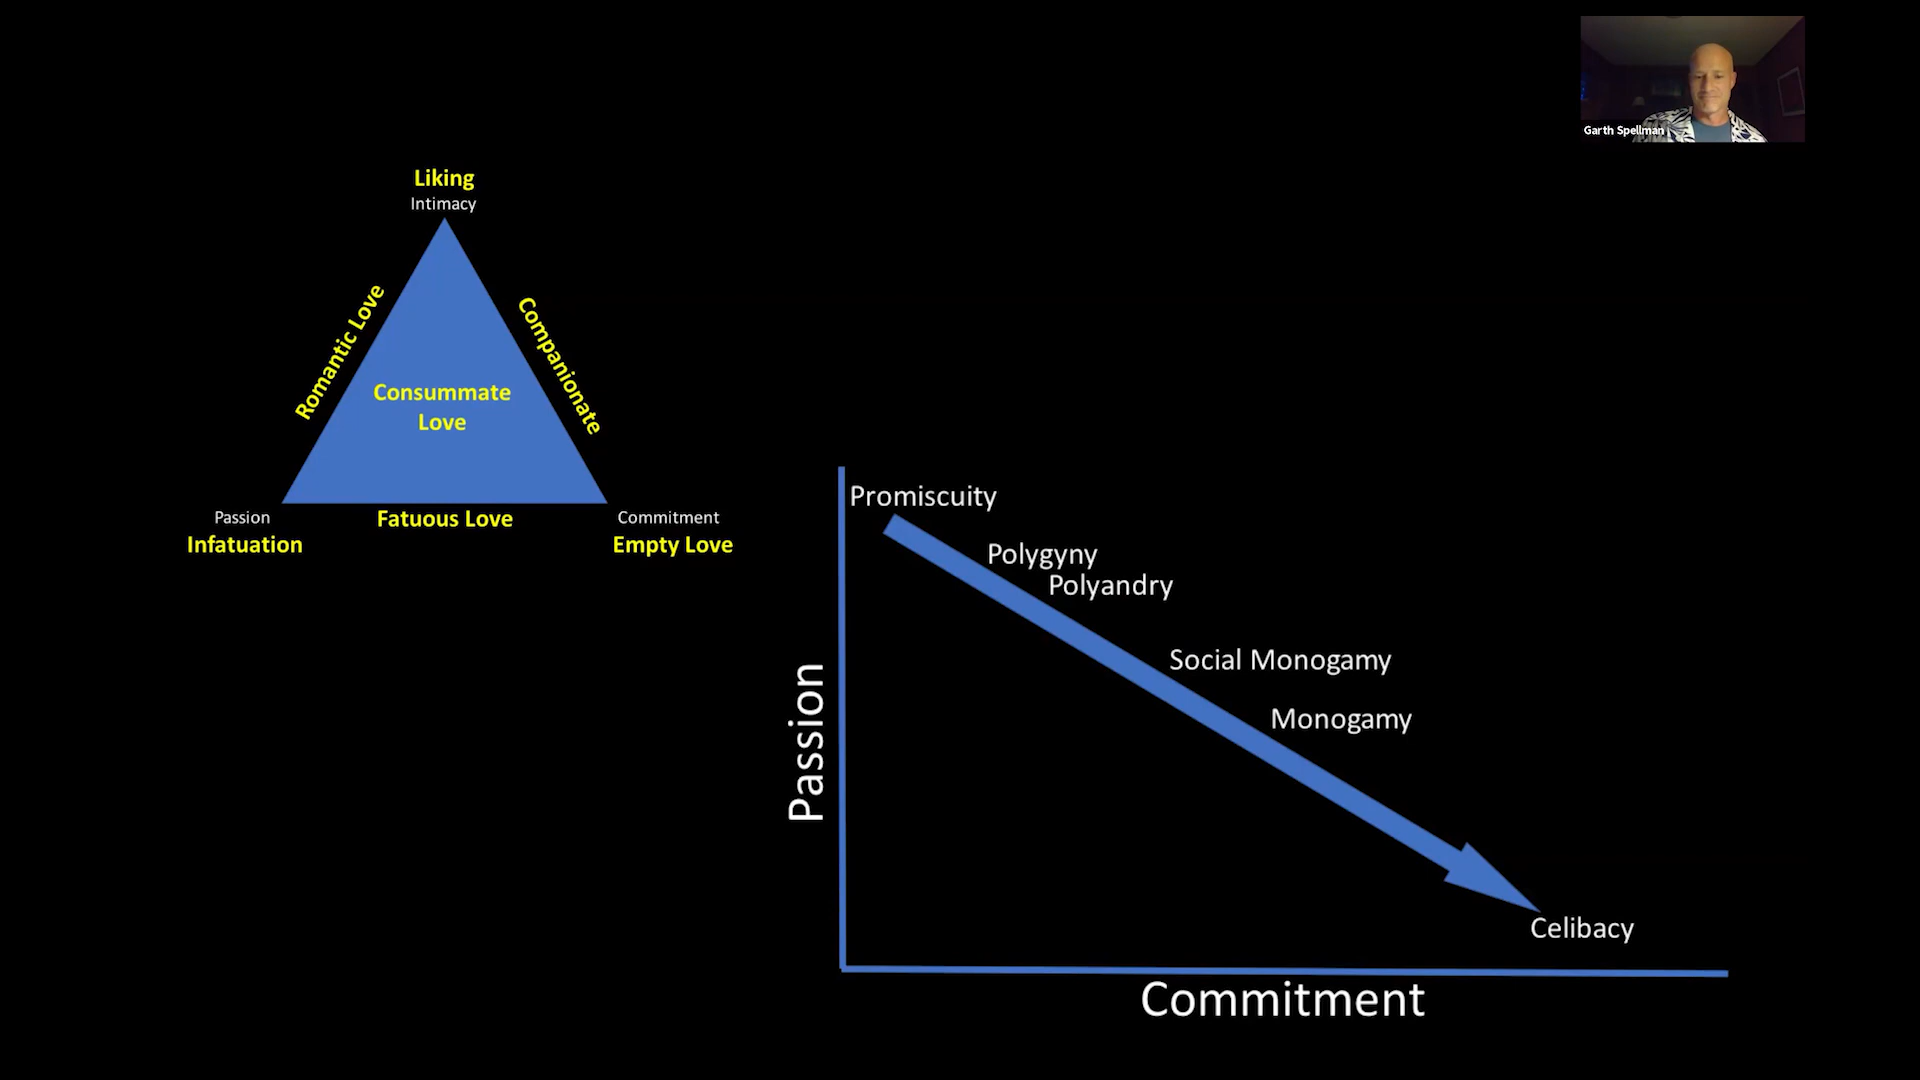 Garth Spellman
Liking
Intimacy
Romantic Love
Companionate
Consummate
Love
Passion
Infatuation
Fatuous Love
Commitment
Empty Love
Promiscuity
Polygyny
Polyandry
Social Monogamy
Monogamy
Celibacy
Passion
Commitment